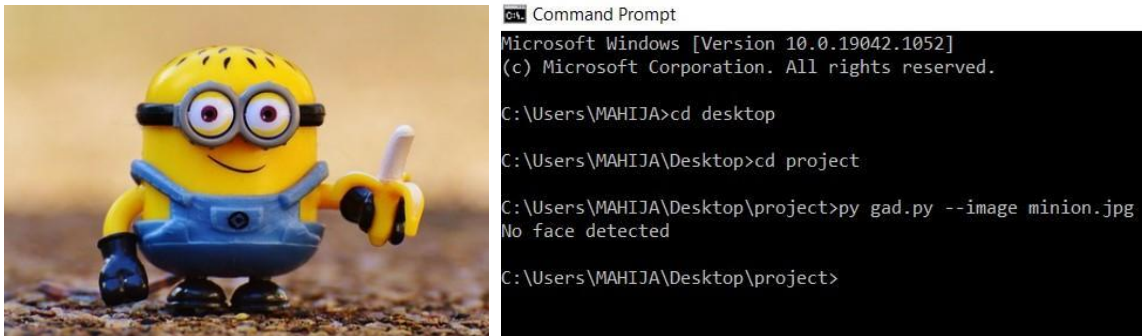 Command Prompt
Microsoft Windows [Version 10.0.19042.1052]
(c) Microsoft Corporation. All rights reserved.
C:\Users\MAHIJA>cd desktop
C:\Users\MAHIJA\Desktop>cd project
C:\Users\MAHIJA\Desktop\project>py gad.py --image minion.jpg
No face detected
C:\Users\MAHIJA\Desktop\project>